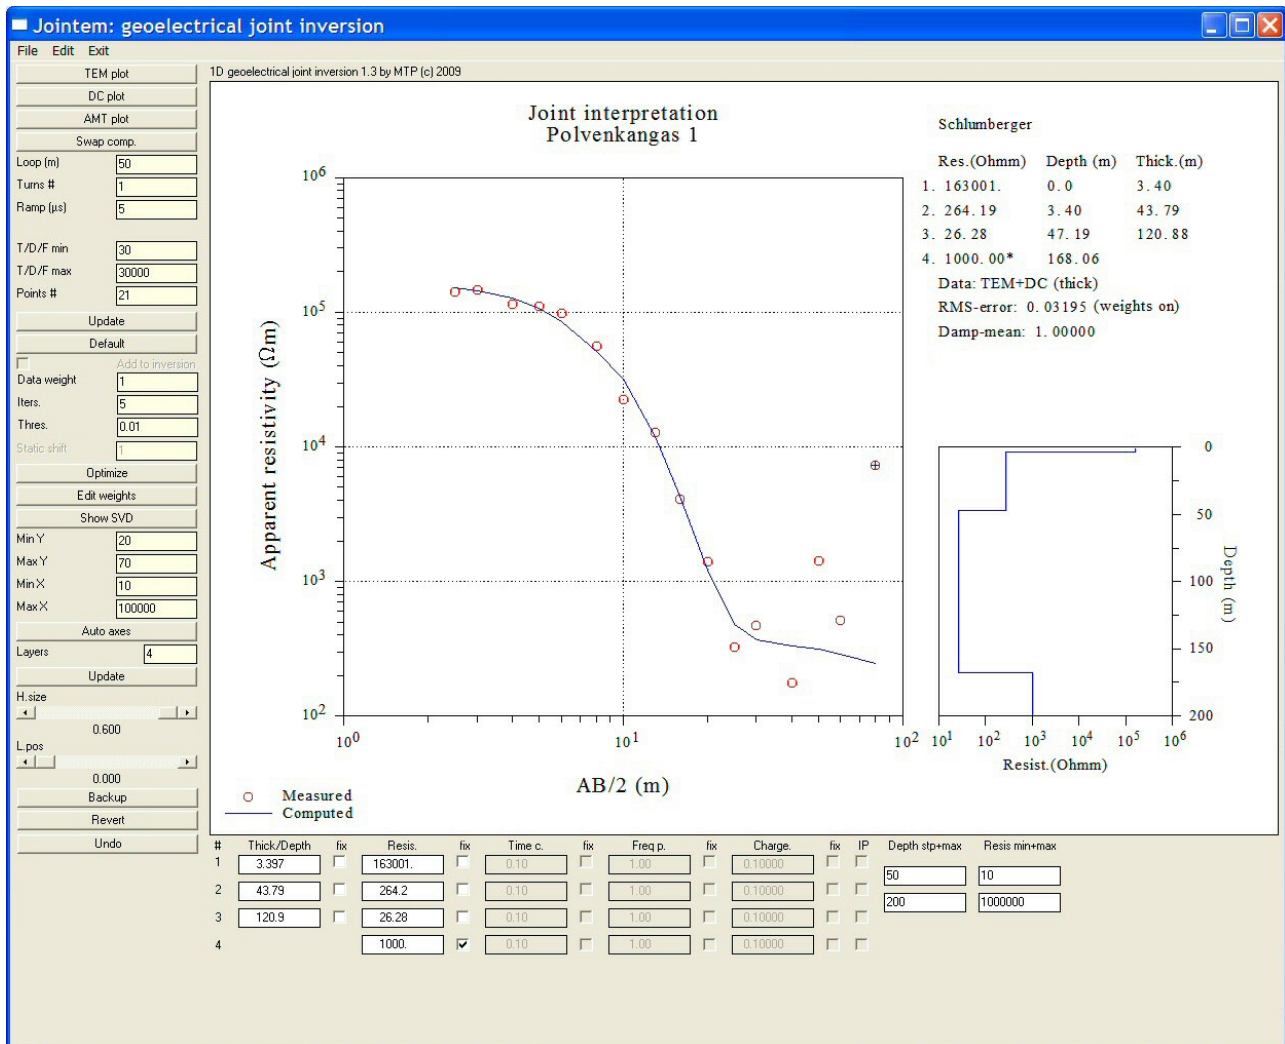 Jointem: geoelectrical joint inversion
File Edit Exit
TEM plot
DC plot
AMT plot
Swap comp.
Loop (m) 50
Turns # 1
Ramp (µs) 5
T/D/F min 30
T/D/F max 30000
Points # 21
Update
Default
Add to inversion
Data weight 1
Iters. 5
Thres. 0.01
Static shift 1
Optimize
Edit weights
Show SVD
Min Y 20
Max Y 70
Min X 10
Max X 100000
Auto axes
Layers 4
Update
H.size
0.600
L.pos
0.000
Backup
Revert
Undo
1D geoelectrical joint inversion 1.3 by MTP (c) 2009
Joint interpretation
Polvenkangas 1
10^6
10^5
10^4
10^3
10^2
Apparent resistivity (Ωm)
10^0 10^1 10^2
AB/2 (m)
Measured
Computed
Schlumberger
Res.(Ohmm) Depth (m) Thick.(m)
1. 163001. 0.0 3.40
2. 264.19 3.40 43.79
3. 26.28 47.19 120.88
4. 1000.00* 168.06
Data: TEM+DC (thick)
RMS-error: 0.03195 (weights on)
Damp-mean: 1.00000
0
50
100
150
200
Depth (m)
10^1 10^2 10^3 10^4 10^5 10^6
Resist.(Ohmm)
# Thick/Depth fix Resis. fix Time c. fix Freq p. fix Charge. fix IP Depth stp+max Resis min+max
1 3.397 163001. 0.10 1.00 0.10000 50 10
2 43.79 264.2 0.10 1.00 0.10000 200 1000000
3 120.9 26.28 0.10 1.00 0.10000
4 1000. 0.10 1.00 0.10000